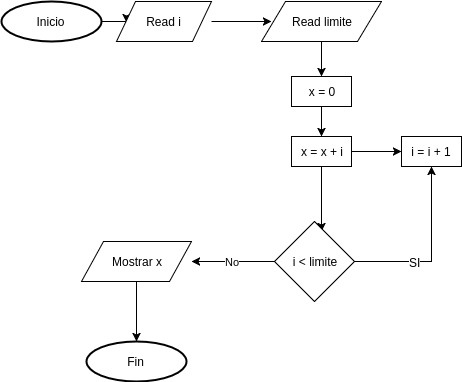 Inicio
Read i
Read limite
x = 0
x = x + i
i = i + 1
i < limite
SI
No
Mostrar x
Fin